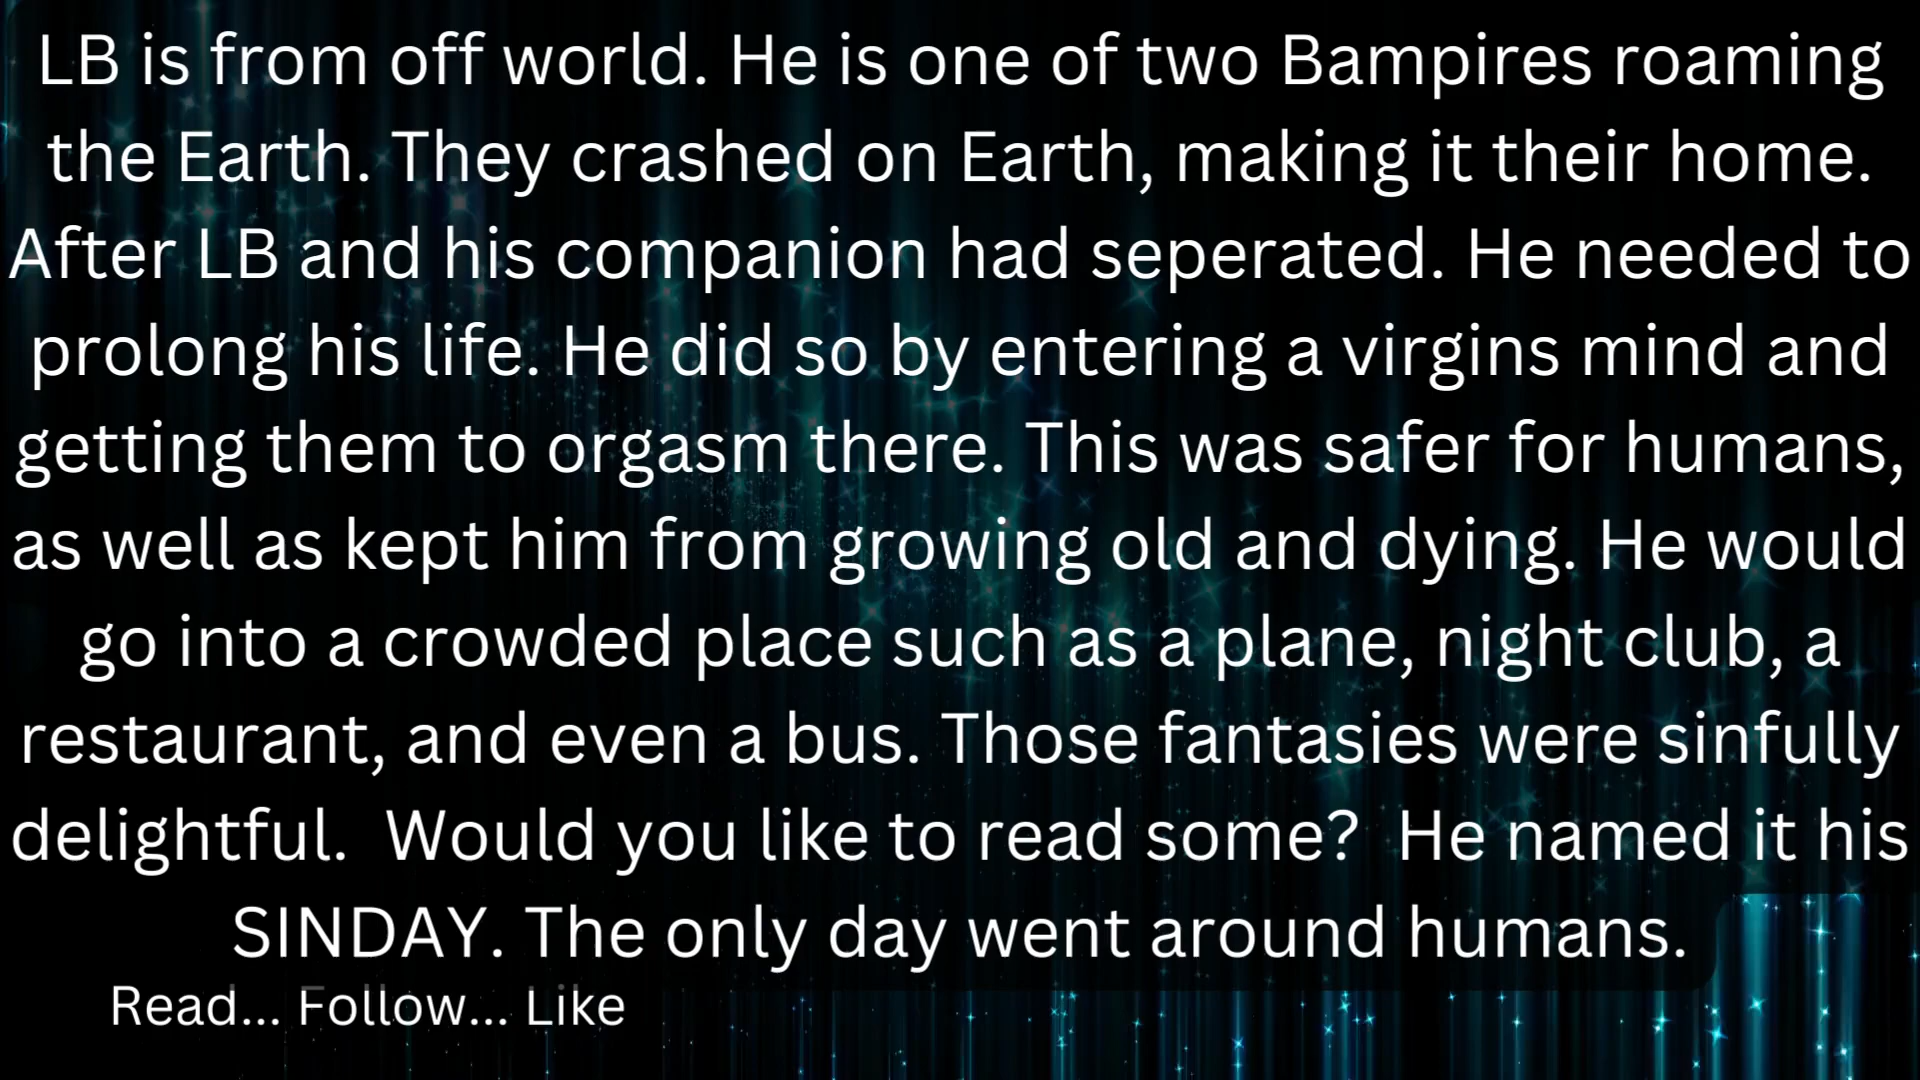 LB is from off world. He is one of two Bampires roaming
the Earth. They crashed on Earth, making it their home.
After LB and his companion had seperated. He needed to
prolong his life. He did so by entering a virgins mind and
getting them to orgasm there. This was safer for humans,
as well as kept him from growing old and dying. He would
go into a crowded place such as a plane, night club, a
restaurant, and even a bus. Those fantasies were sinfully
delightful.  Would you like to read some?  He named it his
SINDAY. The only day went around humans.
Read... Follow... Like